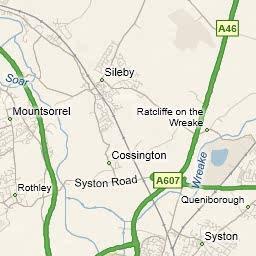 A46
Soar
Sileby
Mountsorrel
Ratcliffe on the
Wreake
Cossington
Wreake
Syston Road
A607
Rothley
Queniborough
Syston